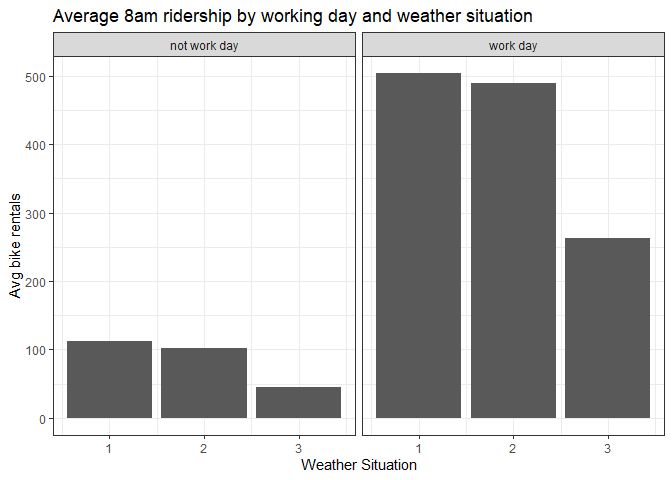 Average 8am ridership by working day and weather situation
not work day
work day
Avg bike rentals
500
400
300
200
100
0
1
2
3
1
2
3
Weather Situation